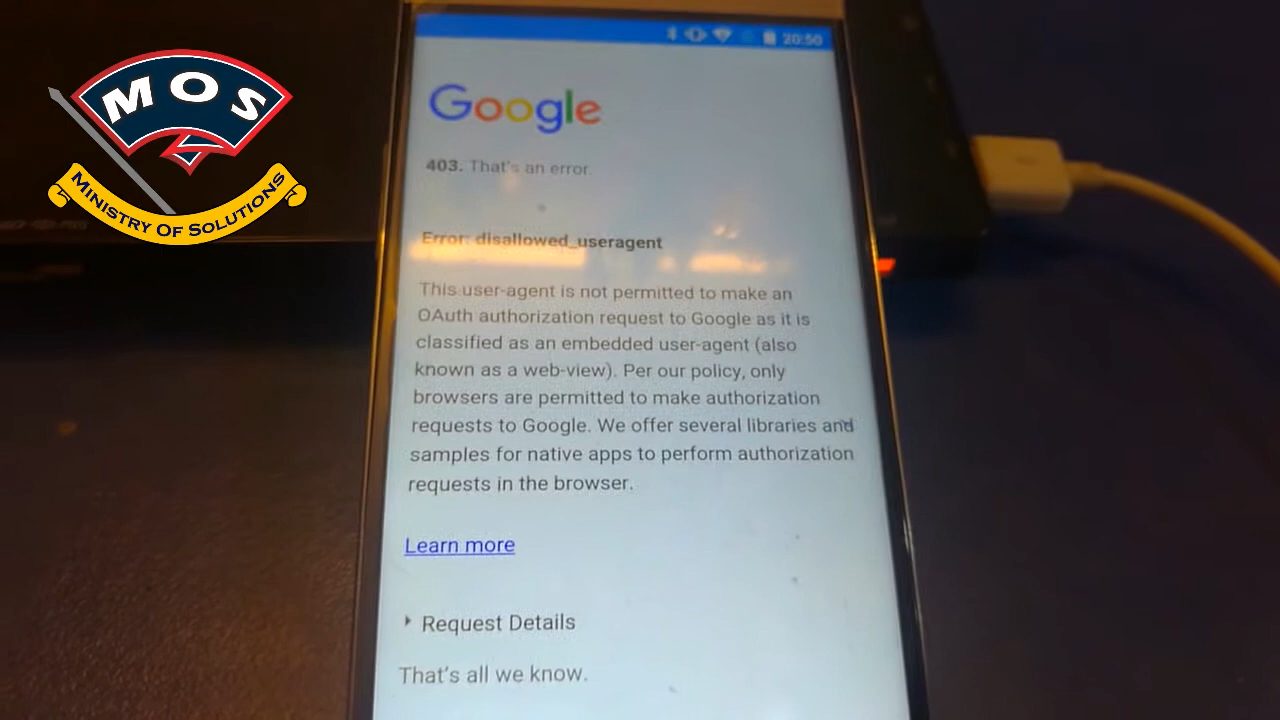 MOS
MINISTRY OF SOLUTIONS
20:50
Google
403. That's an error.
Error: disallowed_useragent
This user-agent is not permitted to make an
OAuth authorization request to Google as it is
classified as an embedded user-agent (also
known as a web-view). Per our policy, only
browsers are permitted to make authorization
requests to Google. We offer several libraries and
samples for native apps to perform authorization
requests in the browser.
Learn more
Request Details
That's all we know.